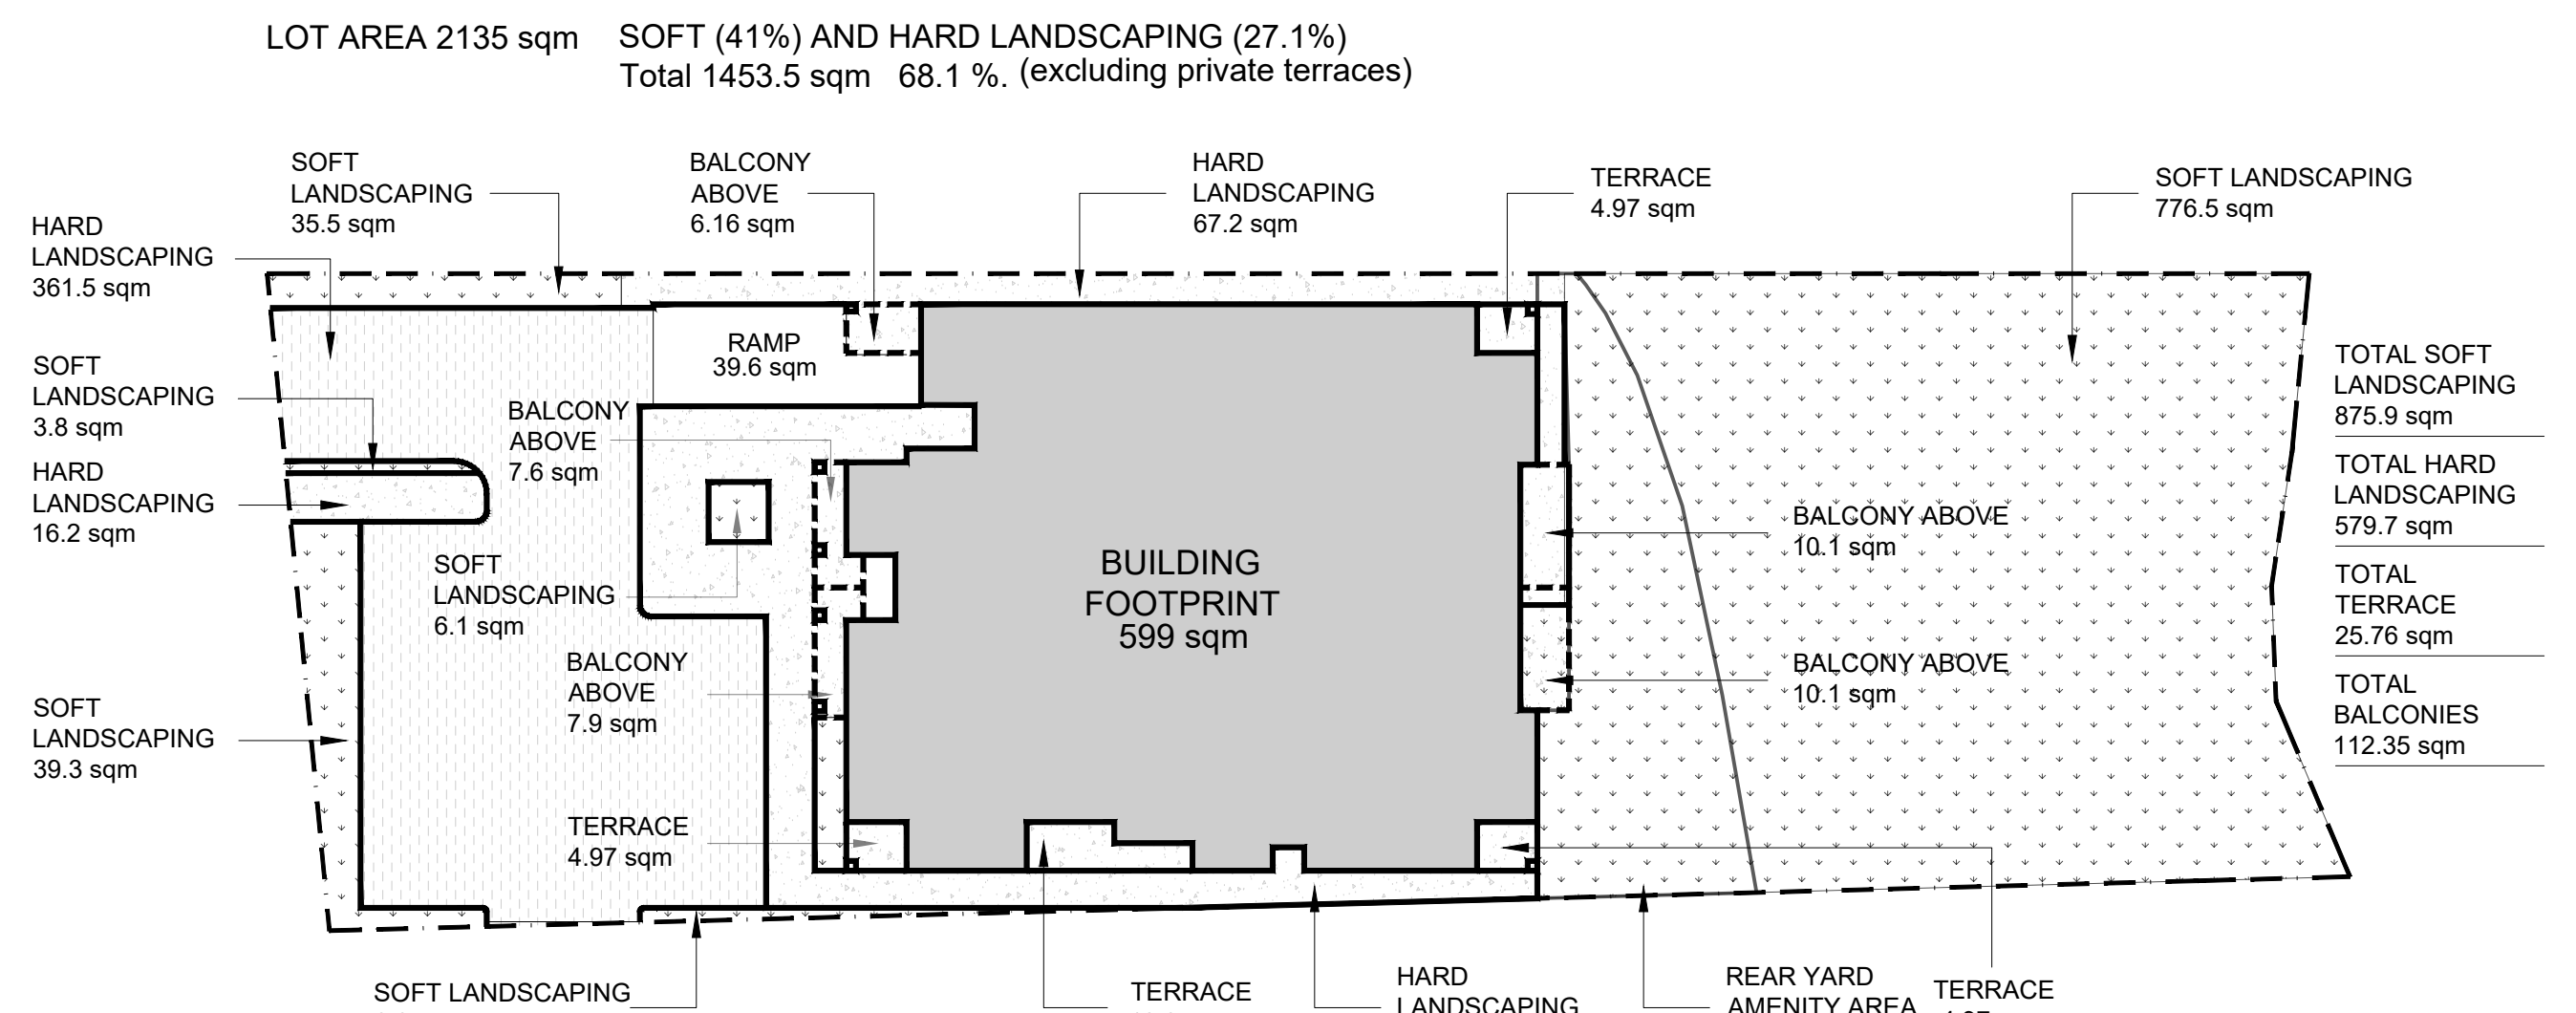 LOT AREA 2135 sqm
SOFT (41%) AND HARD LANDSCAPING (27.1%)
Total 1453.5 sqm 68.1 %. (excluding private terraces)
SOFT
LANDSCAPING
35.5 sqm
BALCONY
ABOVE
6.16 sqm
HARD
LANDSCAPING
67.2 sqm
TERRACE
4.97 sqm
SOFT LANDSCAPING
776.5 sqm
HARD
LANDSCAPING
361.5 sqm
RAMP
39.6 sqm
SOFT
LANDSCAPING
3.8 sqm
BALCONY
ABOVE
7.6 sqm
HARD
LANDSCAPING
16.2 sqm
SOFT
LANDSCAPING
6.1 sqm
BUILDING
FOOTPRINT
599 sqm
BALCONY ABOVE
10.1 sqm
BALCONY
ABOVE
7.9 sqm
BALCONY ABOVE
10.1 sqm
SOFT
LANDSCAPING
39.3 sqm
TERRACE
4.97 sqm
TOTAL SOFT
LANDSCAPING
875.9 sqm
TOTAL HARD
LANDSCAPING
579.7 sqm
TOTAL
TERRACE
25.76 sqm
TOTAL
BALCONIES
112.35 sqm
SOFT LANDSCAPING
TERRACE
HARD
LANDSCAPING
REAR YARD
AMENITY AREA
TERRACE